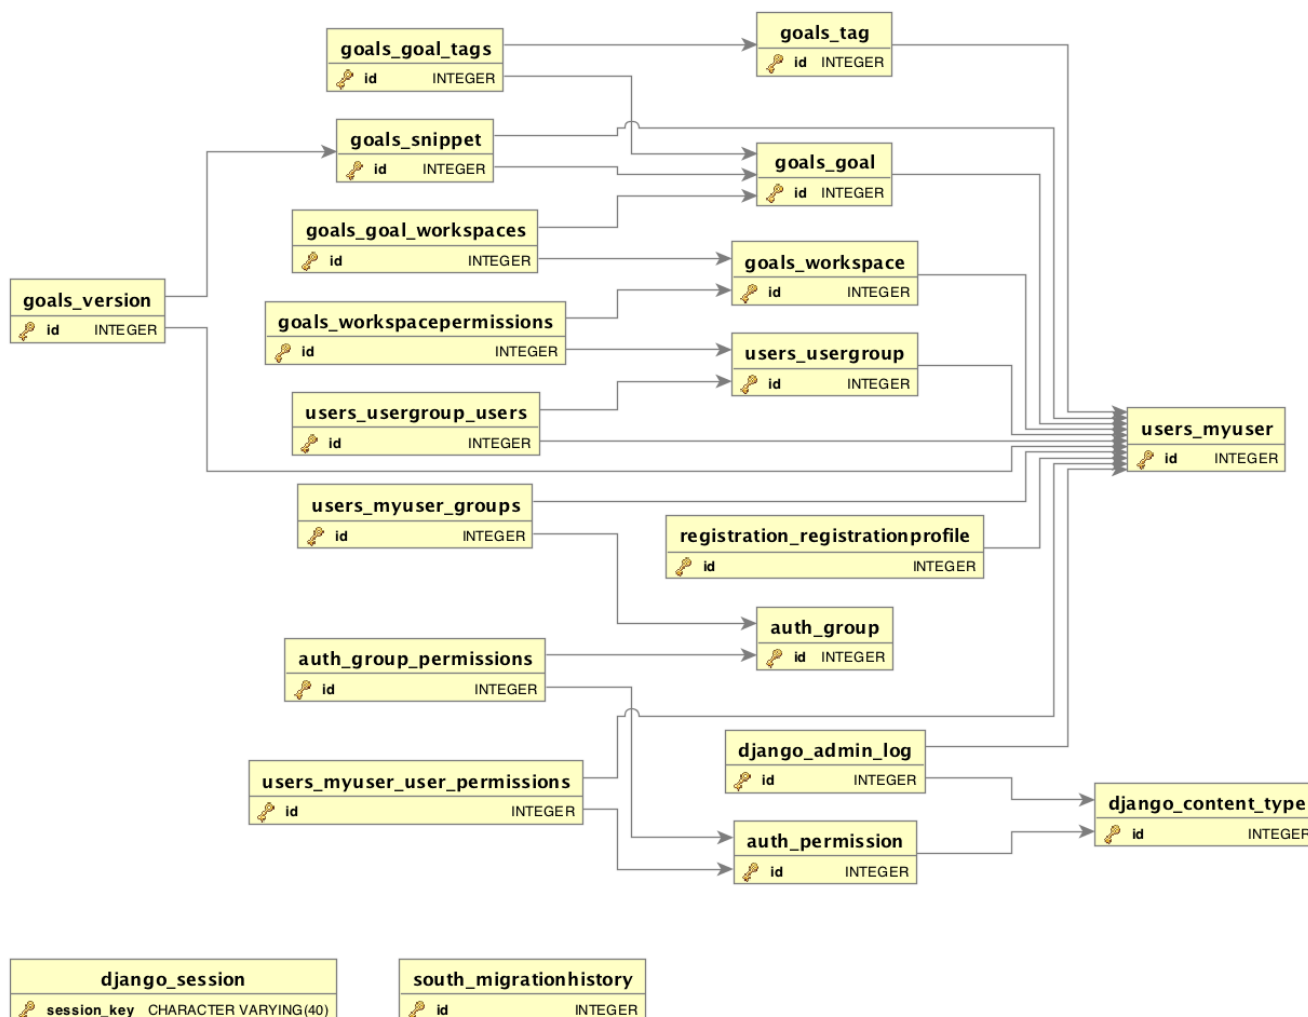 goals_goal_tags
id INTEGER
goals_tag
id INTEGER
goals_snippet
id INTEGER
goals_goal
id INTEGER
goals_goal_workspaces
id INTEGER
goals_workspace
id INTEGER
goals_version
id INTEGER
goals_workspacepermissions
id INTEGER
users_usergroup
id INTEGER
users_usergroup_users
id INTEGER
users_myuser
id INTEGER
users_myuser_groups
id INTEGER
registration_registrationprofile
id INTEGER
auth_group
id INTEGER
auth_group_permissions
id INTEGER
django_admin_log
id INTEGER
users_myuser_user_permissions
id INTEGER
django_content_type
id INTEGER
auth_permission
id INTEGER
django_session
session_key CHARACTER VARYING(40)
south_migrationhistory
id INTEGER